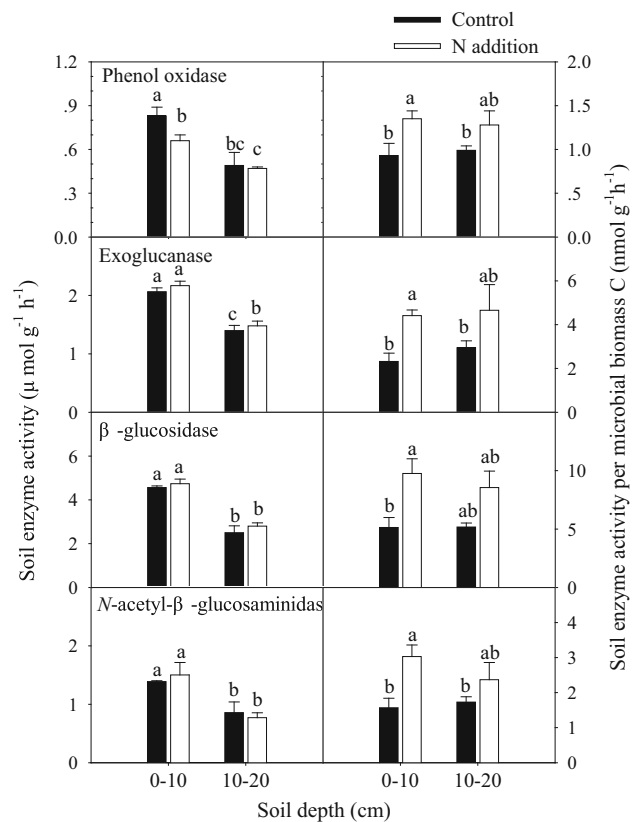 Control
N addition
Soil enzyme activity (μ mol g-1 h-1)
Soil enzyme activity per microbial biomass C (nmol g-1h-1)
Phenol oxidase
1.2
.9
.6
.3
0.0
a
b
bc
c
b
a
b
ab
2.0
1.5
1.0
.5
0.0
Exoglucanase
2
1
0
a
a
c
b
b
a
b
ab
6
4
2
0
β -glucosidase
6
4
2
0
a
a
b
b
b
a
ab
ab
10
5
0
N-acetyl-β -glucosaminidas
2
1
0
a
a
b
b
b
a
b
ab
4
3
2
1
0
0-10 10-20 0-10 10-20
Soil depth (cm)